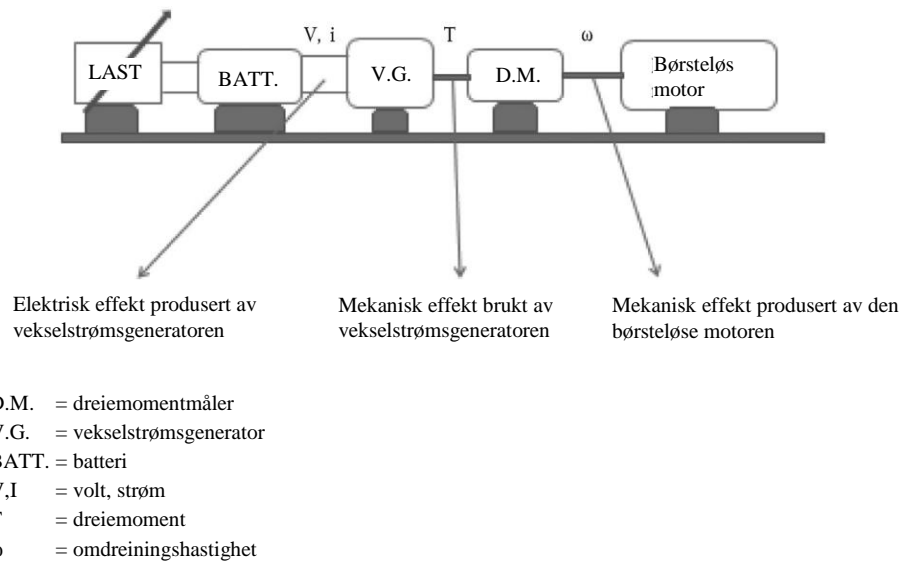 V, i T ω
LAST BATT. V.G. D.M. Børsteløs
motor
Elektrisk effekt produsert av
vekselstrømsgeneratoren
Mekanisk effekt brukt av
vekselstrømsgeneratoren
Mekanisk effekt produsert av den
børsteløse motoren
D.M. = dreiemomentmåler
V.G. = vekselstrømsgenerator
BATT. = batteri
V,I = volt, strøm
= dreiemoment
= omdreiningshastighet